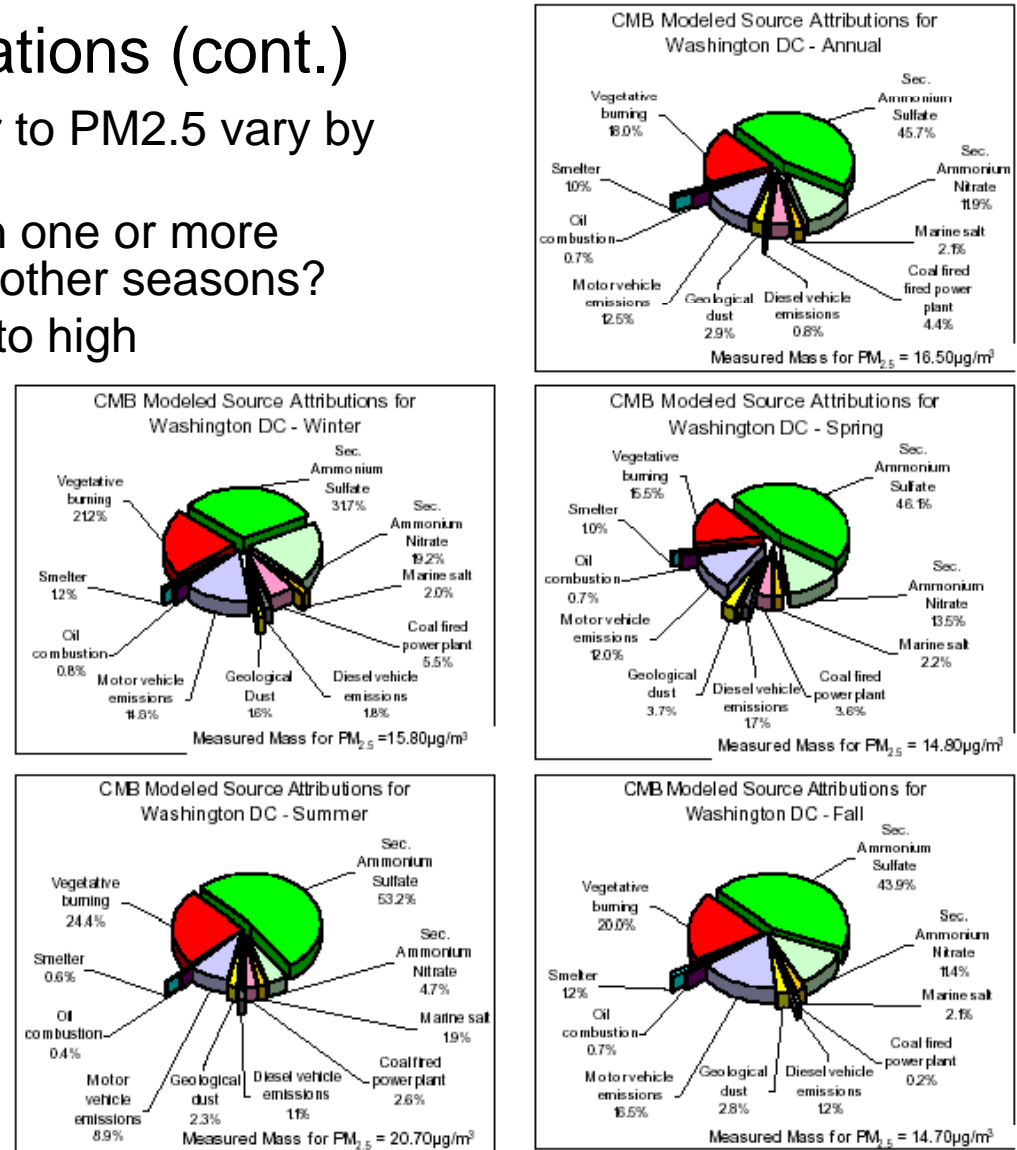 ations (cont.)
y to PM2.5 vary by
n one or more
other seasons?
to high
CMB Modeled Source Attributions for
Washington DC - Annual
Sec.
Ammonium
Sulfate
45.7%
Vegetative
burning
18.0%
Sec.
Ammonium
Nitrate
11.9%
Smelter
1.0%
Oil
combustion
0.7%
Marine salt
2.1%
Coal fired
fired power
plant
4.4%
Motor vehicle
emissions
12.5%
Geological
dust
2.9%
Diesel vehicle
emissions
0.8%
Measured Mass for PM2.5 = 16.50µg/m³
CMB Modeled Source Attributions for
Washington DC - Winter
Sec.
Ammonium
Sulfate
31.7%
Vegetative
burning
21.2%
Sec.
Ammonium
Nitrate
19.2%
Smelter
1.2%
Marine salt
2.0%
Oil
combustion
0.8%
Coal fired
power plant
5.5%
Motor vehicle
emissions
14.8%
Geological
Dust
1.6%
Diesel vehicle
emissions
1.8%
Measured Mass for PM2.5 =15.80µg/m³
CMB Modeled Source Attributions for
Washington DC - Spring
Sec.
Ammonium
Sulfate
46.1%
Vegetative
burning
15.5%
Smelter
1.0%
Oil
combustion
0.7%
Sec.
Ammonium
Nitrate
13.5%
Motor vehicle
emissions
12.0%
Marine salt
2.2%
Geological
dust
3.7%
Diesel vehicle
emissions
1.7%
Coal fired
power plant
3.6%
Measured Mass for PM2.5 = 14.80µg/m³
CMB Modeled Source Attributions for
Washington DC - Summer
Sec.
Ammonium
Sulfate
53.2%
Vegetative
burning
24.4%
Sec.
Ammonium
Nitrate
4.7%
Smelter
0.6%
Oil
combustion
0.4%
Marine salt
1.9%
Motor
vehicle
emissions
8.9%
Geological
dust
2.3%
Diesel vehicle
emissions
1.1%
Coal fired
power plant
2.6%
Measured Mass for PM2.5 = 20.70µg/m³
CMB Modeled Source Attributions for
Washington DC - Fall
Sec.
Ammonium
Sulfate
43.9%
Vegetative
burning
20.0%
Sec.
Ammonium
Nitrate
11.4%
Smelter
1.2%
Oil
combustion
0.7%
Marine salt
2.1%
Coal fired
power plant
0.2%
Motor vehicle
emissions
16.5%
Geological
dust
2.8%
Diesel vehicle
emissions
1.2%
Measured Mass for PM2.5 = 14.70µg/m³